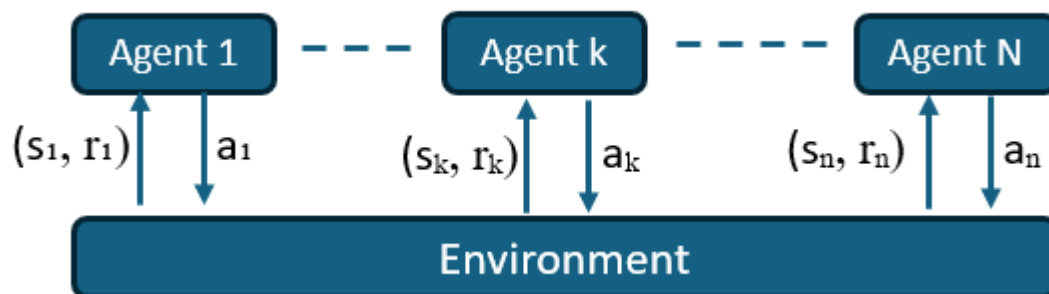 Agent 1 Agent k Agent N
(s₁, r₁) a₁ (sₖ, rₖ) aₖ (sₙ, rₙ) aₙ
Environment